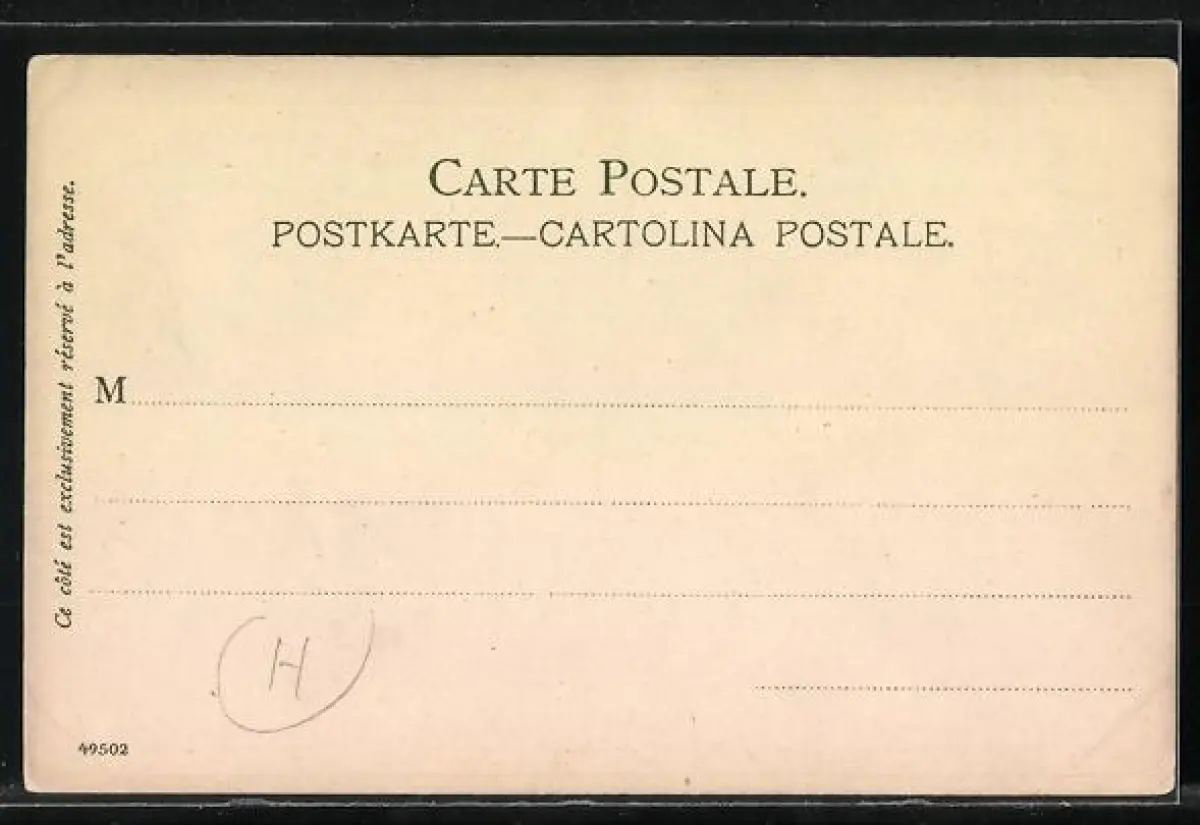 CARTE POSTALE.
POSTKARTE.—CARTOLINA POSTALE.
Ce côté est exclusivement réservé à l'adresse.
M
H
49502